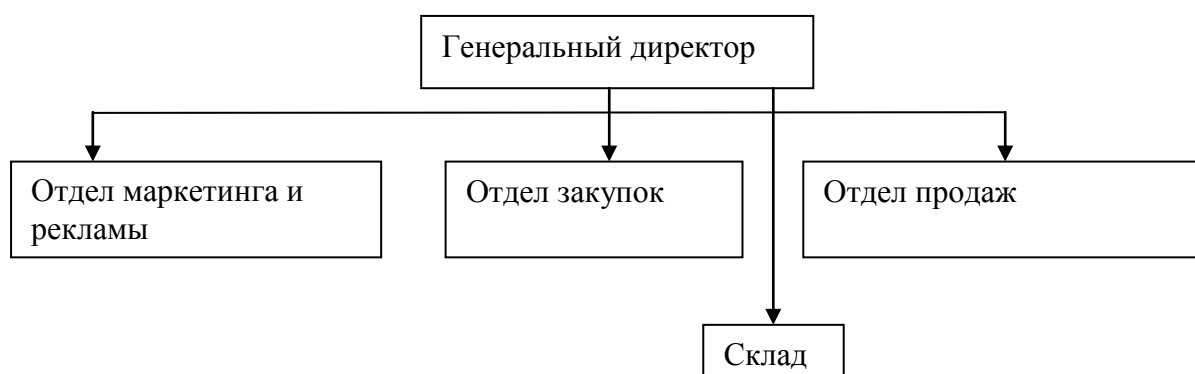 Генеральный директор
Отдел маркетинга и
рекламы
Отдел закупок
Отдел продаж
Склад